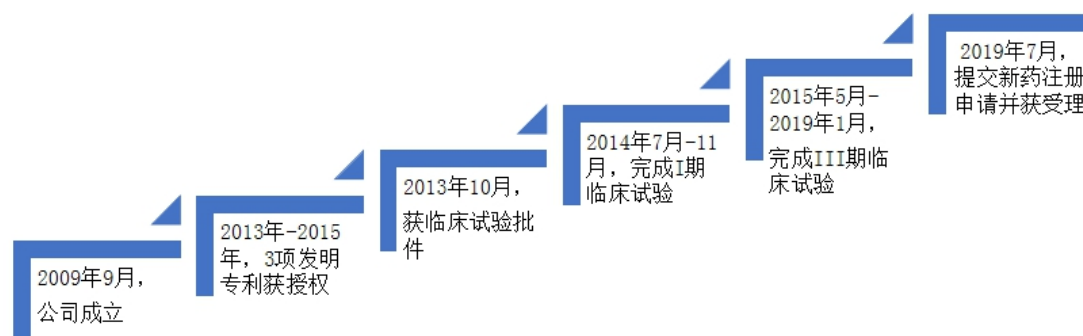 2009年9月，
公司成立
2013年-2015
年，3项发明
专利获授权
2013年10月，
获临床试验批
件
2014年7月-11
月，完成I期
临床试验
2015年5月-
2019年1月，
完成III期临
床试验
2019年7月，
提交新药注册
申请并获受理